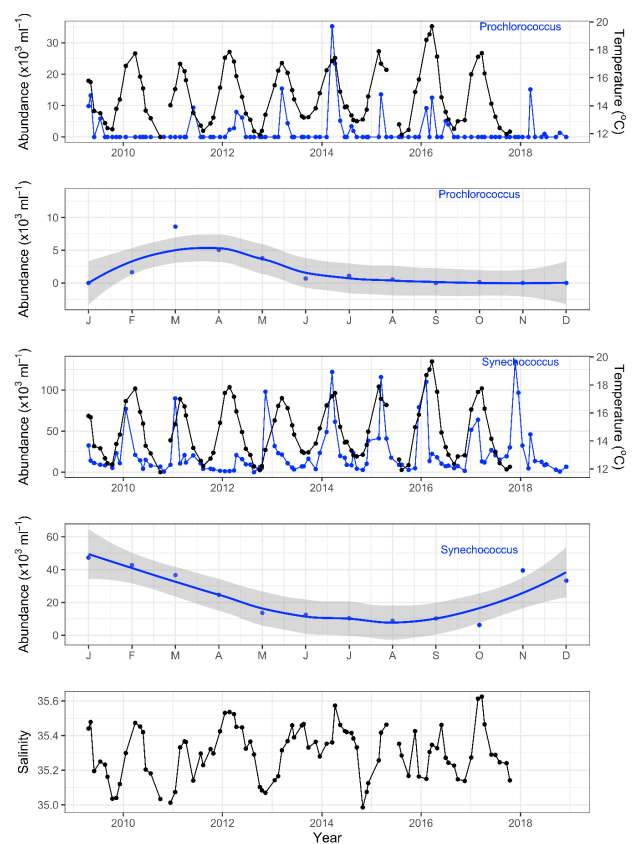 Prochlorococcus
Abundance (x10³ ml⁻¹)
Temperature (°C)
30
20
10
0
20
18
16
14
12
2010 2012 2014 2016 2018
Prochlorococcus
Abundance (x10³ ml⁻¹)
10
5
0
J F M A M J J A S O N D
Synechococcus
Abundance (x10³ ml⁻¹)
Temperature (°C)
100
50
0
20
18
16
14
12
2010 2012 2014 2016 2018
Synechococcus
Abundance (x10³ ml⁻¹)
60
40
20
0
J F M A M J J A S O N D
Salinity
35.6
35.4
35.2
35.0
2010 2012 2014 2016 2018
Year